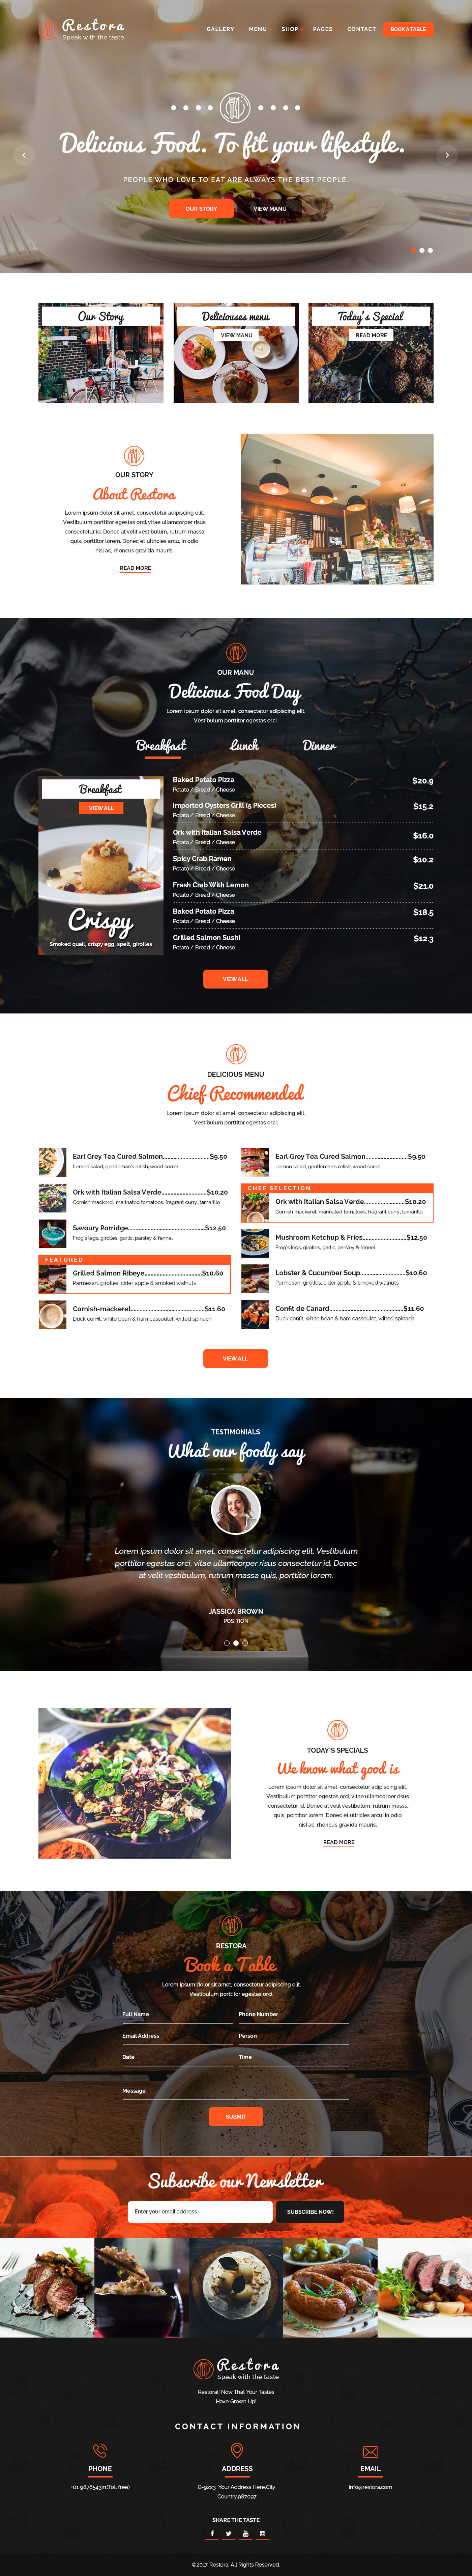 Restora
Speak with the taste
HOME GALLERY MENU SHOP PAGES CONTACT BOOK A TABLE
Delicious Food. To fit your lifestyle.
PEOPLE WHO LOVE TO EAT ARE ALWAYS THE BEST PEOPLE.
OUR STORY VIEW MANU
Our Story
Deliciouses menu
VIEW MANU
Today's Special
READ MORE
OUR STORY
About Restora
Lorem ipsum dolor sit amet, consectetur adipiscing elit.
Vestibulum porttitor egestas orci, vitae ullamcorper risus
consectetur id. Donec at velit vestibulum, rutrum massa
quis, porttitor lorem. Donec et ultricies arcu. In odio
nisl ac, rhoncus gravida mauris.
READ MORE
OUR MANU
Delicious Food Day
Lorem ipsum dolor sit amet, consectetur adipiscing elit.
Vestibulum porttitor egestas orci.
Breakfast Lunch Dinner
Breakfast
VIEW ALL
Crispy
Smoked quail, crispy egg, spelt, girolles
Baked Potato Pizza $20.9
Potato / Bread / Cheese
Imported Oysters Grill (5 Pieces) $15.2
Potato / Bread / Cheese
Ork with Italian Salsa Verde $16.0
Potato / Bread / Cheese
Spicy Crab Ramen $10.2
Potato / Bread / Cheese
Fresh Crab With Lemon $21.0
Potato / Bread / Cheese
Baked Potato Pizza $18.5
Potato / Bread / Cheese
Grilled Salmon Sushi $12.3
Potato / Bread / Cheese
VIEW ALL
DELICIOUS MENU
Chief Recommended
Lorem ipsum dolor sit amet, consectetur adipiscing elit.
Vestibulum porttitor egestas orci.
Earl Grey Tea Cured Salmon..............................$9.50
Lemon salad, gentleman's relish, wood sorrel
Ork with Italian Salsa Verde.............................$10.20
Cornish mackerel, marinated tomatoes, fragrant curry, tamarillo
Savoury Porridge.................................................$12.50
Frog's legs, girolles, garlic, parsley & fennel
FEATURED
Grilled Salmon Ribeye.....................................$10.60
Parmesan, girolles, cider apple & smoked walnuts
Cornish-mackerel...............................................$11.60
Duck confit, white bean & ham cassoulet, wilted spinach
Earl Grey Tea Cured Salmon...........................$9.50
Lemon salad, gentleman's relish, wood sorrel
CHEF SELECTION
Ork with Italian Salsa Verde..........................$10.20
Cornish mackerel, marinated tomatoes, fragrant curry, tamarillo
Mushroom Ketchup & Fries............................$12.50
Frog's legs, girolles, garlic, parsley & fennel
Lobster & Cucumber Soup.............................$10.60
Parmesan, girolles, cider apple & smoked walnuts
Confit de Canard...............................................$11.60
Duck confit, white bean & ham cassoulet, wilted spinach
VIEW ALL
TESTIMONIALS
What our foody say
Lorem ipsum dolor sit amet, consectetur adipiscing elit. Vestibulum
porttitor egestas orci, vitae ullamcorper risus consectetur id. Donec
at velit vestibulum, rutrum massa quis, porttitor lorem.
JASSICA BROWN
POSITION
TODAY'S SPECIALS
We know what good is
Lorem ipsum dolor sit amet, consectetur adipiscing elit.
Vestibulum porttitor egestas orci, vitae ullamcorper risus
consectetur id. Donec at velit vestibulum, rutrum massa
quis, porttitor lorem. Donec et ultricies arcu. In odio
nisl ac, rhoncus gravida mauris.
READ MORE
RESTORA
Book a Table
Lorem ipsum dolor sit amet, consectetur adipiscing elit.
Vestibulum porttitor egestas orci.
Full Name Phone Number
Email Address Person
Date Time
Message
SUBMIT
Subscribe our Newsletter
Enter your email address SUBSCRIBE NOW!
Restora
Speak with the taste
Restora!! Now That Your Tastes
Have Grown Up!
CONTACT INFORMATION
PHONE
+01 987654321(Toll free)
ADDRESS
B-9223 Your Address Here.City,
Country.987097.
EMAIL
info@restora.com
SHARE THE TASTE
©2017 Restora. All Rights Reserved.